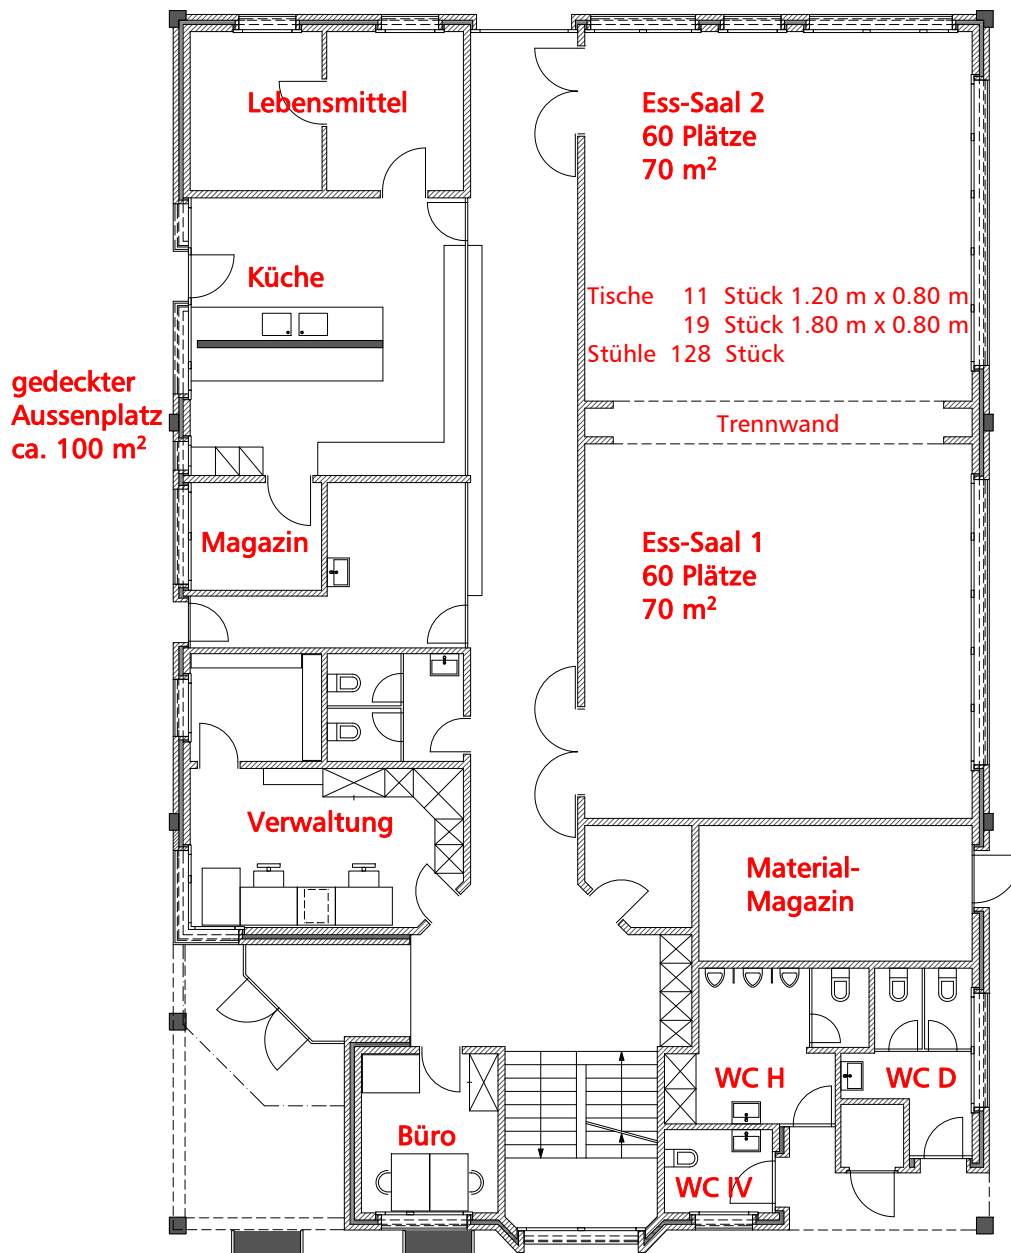 Lebensmittel
Ess-Saal 2
60 Plätze
70 m²
Küche
Tische 11 Stück 1.20 m x 0.80 m
19 Stück 1.80 m x 0.80 m
Stühle 128 Stück
gedeckter
Aussenplatz
ca. 100 m²
Trennwand
Magazin
Ess-Saal 1
60 Plätze
70 m²
Verwaltung
Material-
Magazin
WC H
WC D
Büro
WC IV